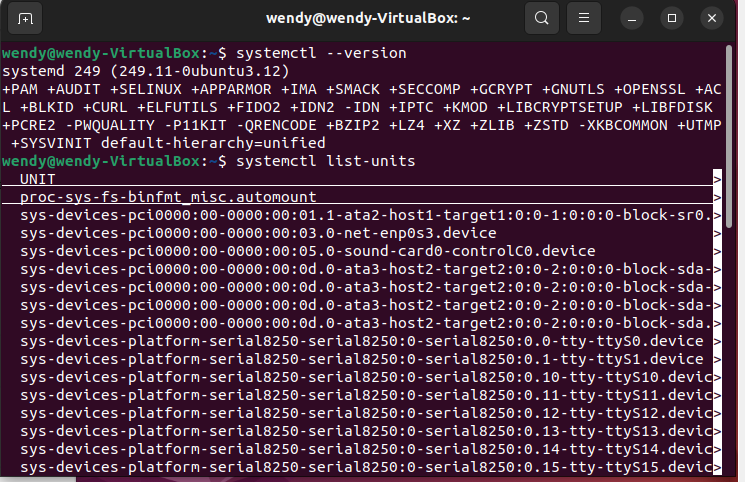 wendy@wendy-VirtualBox: ~
wendy@wendy-VirtualBox:~$ systemctl --version
systemd 249 (249.11-0ubuntu3.12)
+PAM +AUDIT +SELINUX +APPARMOR +IMA +SMACK +SECCOMP +GCRYPT +GNUTLS +OPENSSL +AC
L +BLKID +CURL +ELFUTILS +FIDO2 +IDN2 -IDN +IPTC +KMOD +LIBCRYPTSETUP +LIBFDISK
+PCRE2 -PWQUALITY -P11KIT -QRENCODE +BZIP2 +LZ4 +XZ +ZLIB +ZSTD -XKBCOMMON +UTMP
+SYSVINIT default-hierarchy=unified
wendy@wendy-VirtualBox:~$ systemctl list-units
UNIT >
proc-sys-fs-binfmt_misc.automount >
sys-devices-pci0000:00-0000:00:01.1-ata2-host1-target1:0:0-1:0:0:0-block-sr0.>
sys-devices-pci0000:00-0000:00:03.0-net-enp0s3.device >
sys-devices-pci0000:00-0000:00:05.0-sound-card0-controlC0.device >
sys-devices-pci0000:00-0000:00:0d.0-ata3-host2-target2:0:0-2:0:0:0-block-sda->
sys-devices-pci0000:00-0000:00:0d.0-ata3-host2-target2:0:0-2:0:0:0-block-sda->
sys-devices-pci0000:00-0000:00:0d.0-ata3-host2-target2:0:0-2:0:0:0-block-sda->
sys-devices-pci0000:00-0000:00:0d.0-ata3-host2-target2:0:0-2:0:0:0-block-sda.>
sys-devices-platform-serial8250-serial8250:0-serial8250:0.0-tty-ttyS0.device >
sys-devices-platform-serial8250-serial8250:0-serial8250:0.1-tty-ttyS1.device >
sys-devices-platform-serial8250-serial8250:0-serial8250:0.10-tty-ttyS10.devic>
sys-devices-platform-serial8250-serial8250:0-serial8250:0.11-tty-ttyS11.devic>
sys-devices-platform-serial8250-serial8250:0-serial8250:0.12-tty-ttyS12.devic>
sys-devices-platform-serial8250-serial8250:0-serial8250:0.13-tty-ttyS13.devic>
sys-devices-platform-serial8250-serial8250:0-serial8250:0.14-tty-ttyS14.devic>
sys-devices-platform-serial8250-serial8250:0-serial8250:0.15-tty-ttyS15.devic>